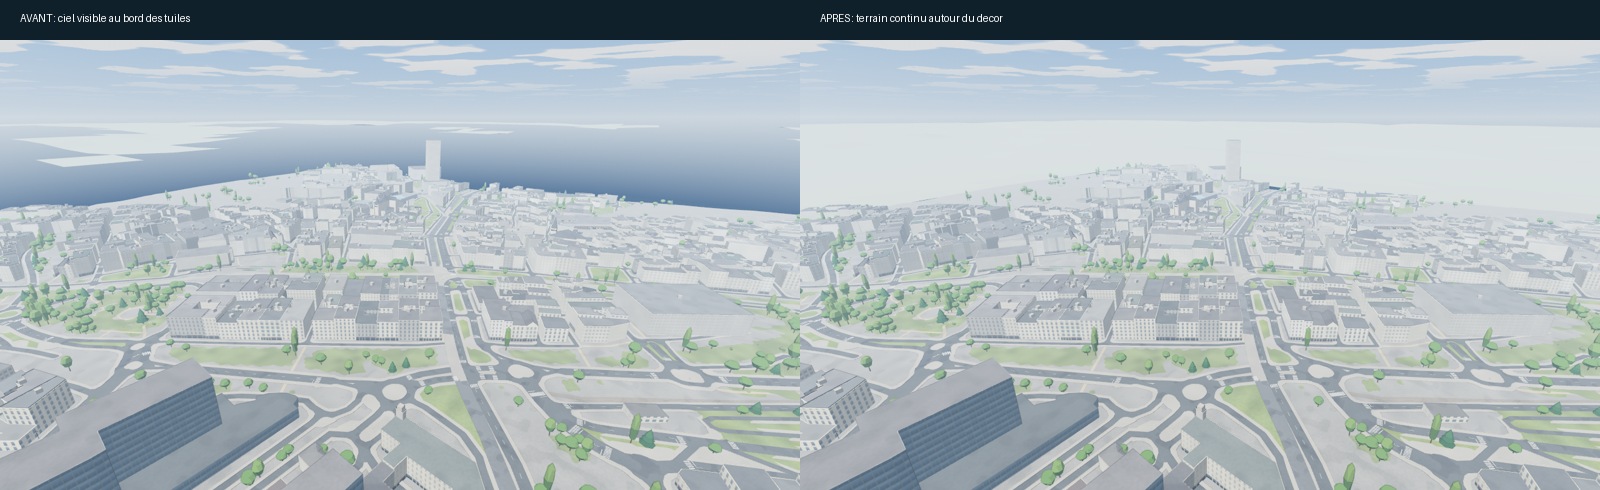 AVANT : ciel visible au bord des tuiles
APRES : terrain continu autour du decor